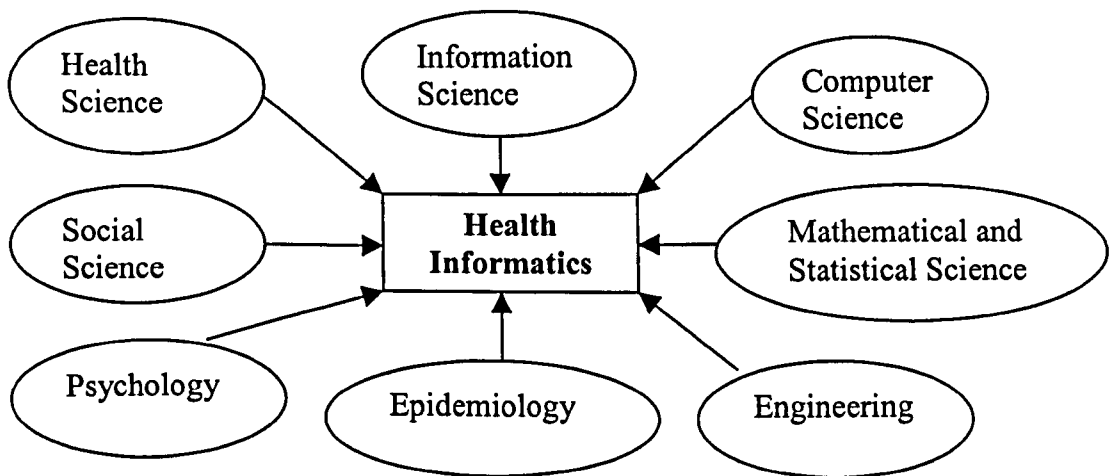 Health
Science
Information
Science
Computer
Science
Social
Science
Health
Informatics
Mathematical and
Statistical Science
Psychology
Epidemiology
Engineering